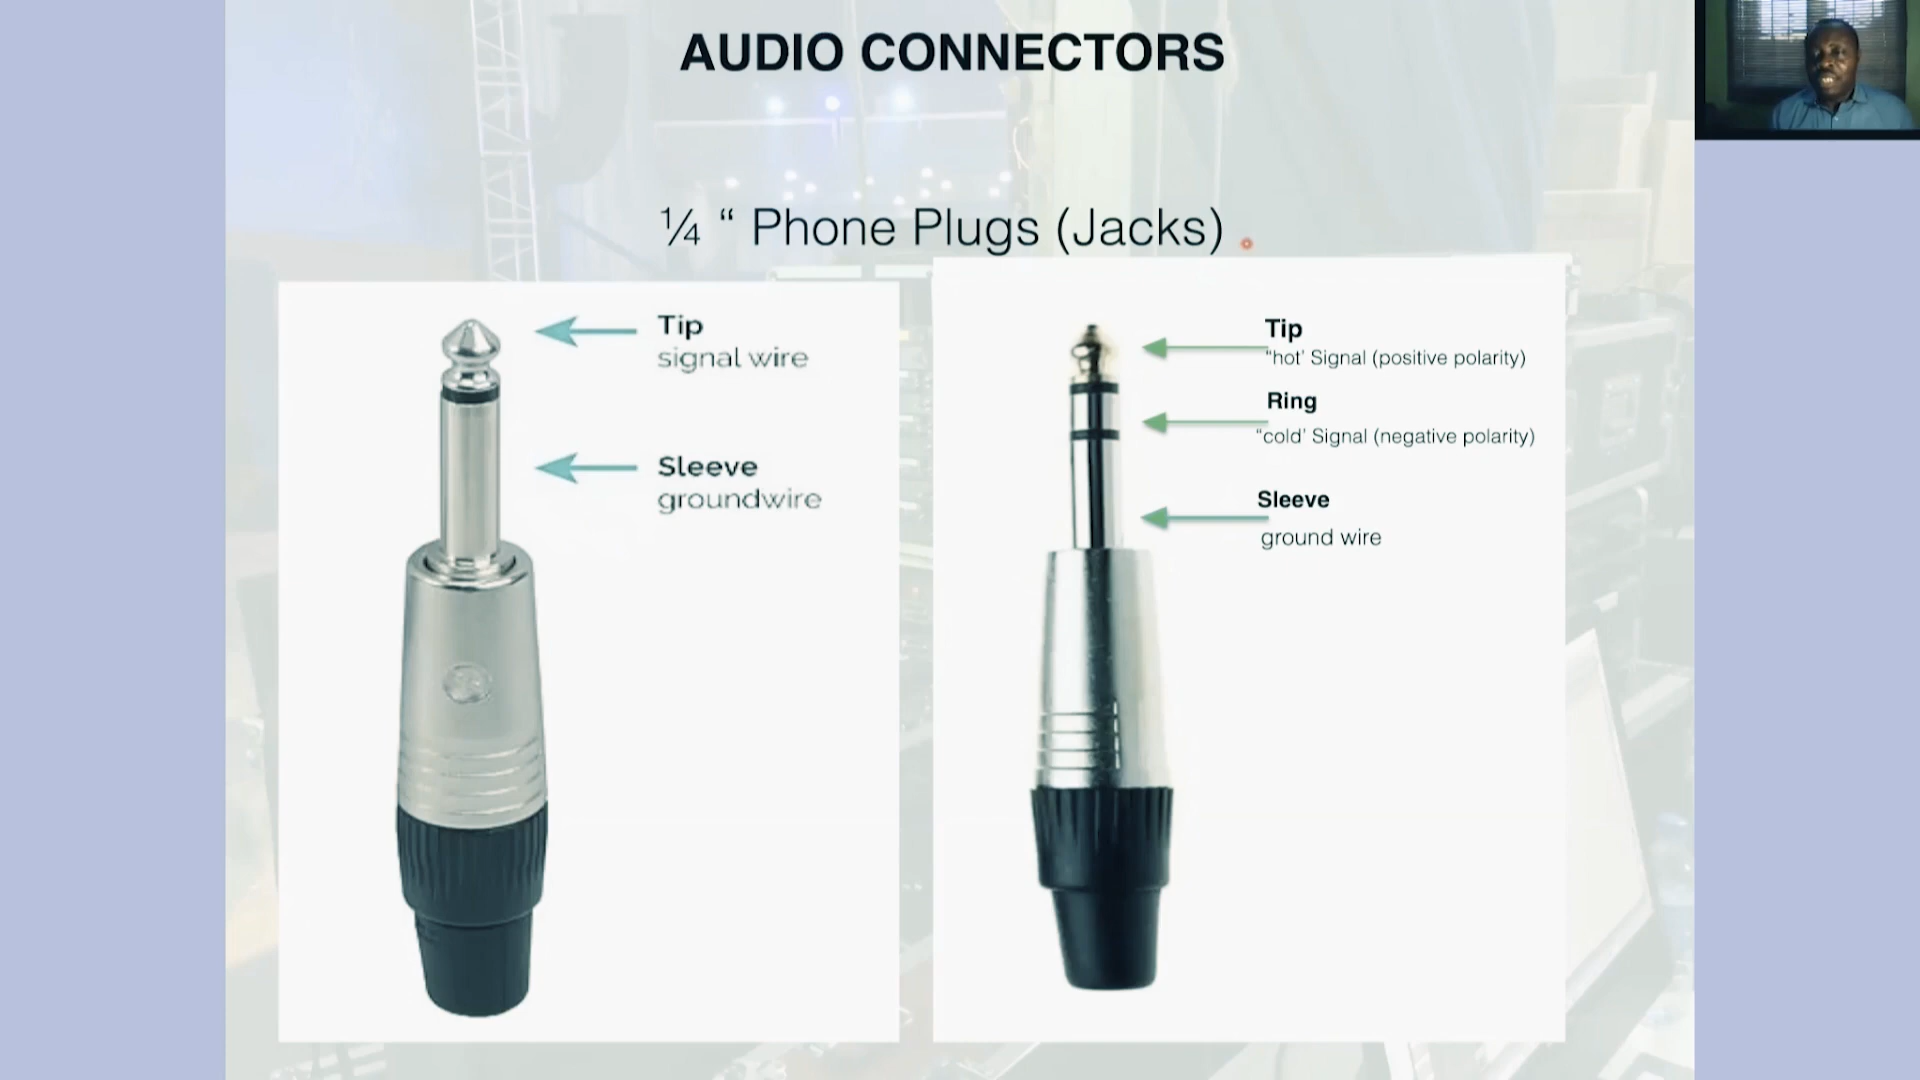 AUDIO CONNECTORS
¼ “ Phone Plugs (Jacks)
Tip
signal wire
Sleeve
groundwire
Tip
“hot’ Signal (positive polarity)
Ring
“cold’ Signal (negative polarity)
Sleeve
ground wire